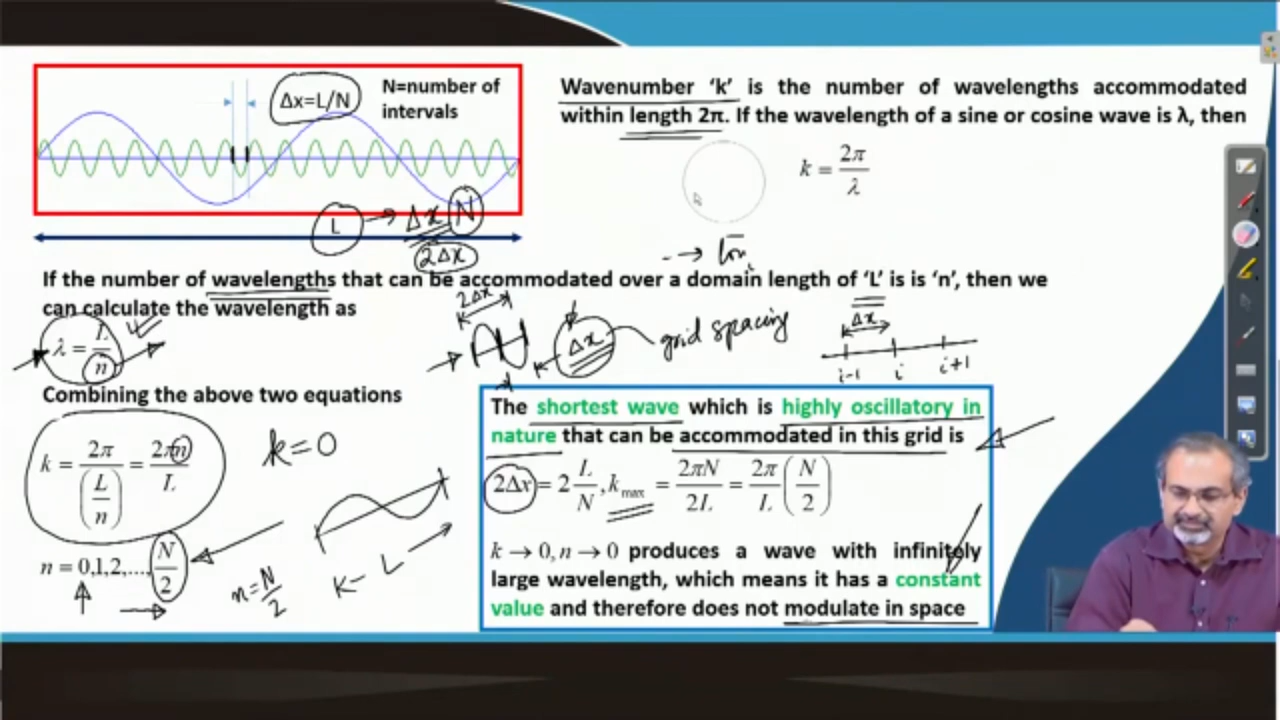 Δx=L/N
N=number of
intervals
L → Δx N
2Δx
Wavenumber ‘k’ is the number of wavelengths accommodated
within length 2π. If the wavelength of a sine or cosine wave is λ, then
k = 2π/λ
If the number of wavelengths that can be accommodated over a domain length of ‘L’ is is ‘n’, then we
can calculate the wavelength as
λ = L/n
2Δx
Δx
grid spacing
Δx
i-1 i i+1
Combining the above two equations
k = 2π/(L/n) = 2πn/L
k=0
n = 0,1,2,...,N/2
n=N/2
L
The shortest wave which is highly oscillatory in
nature that can be accommodated in this grid is
2Δx = 2 L/N, k max = 2πN/2L = 2π/L (N/2)
k → 0, n → 0 produces a wave with infinitely
large wavelength, which means it has a constant
value and therefore does not modulate in space